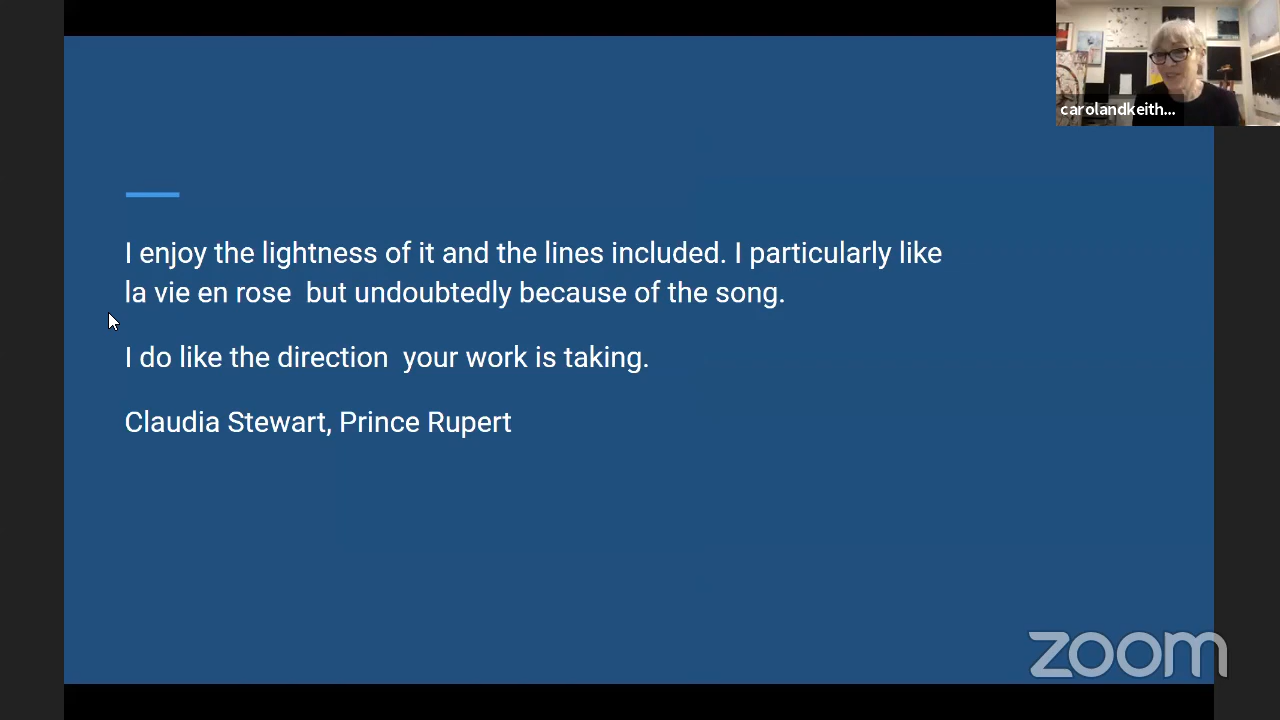 carolandkeith...
I enjoy the lightness of it and the lines included. I particularly like
la vie en rose  but undoubtedly because of the song.
I do like the direction  your work is taking.
Claudia Stewart, Prince Rupert
zoom